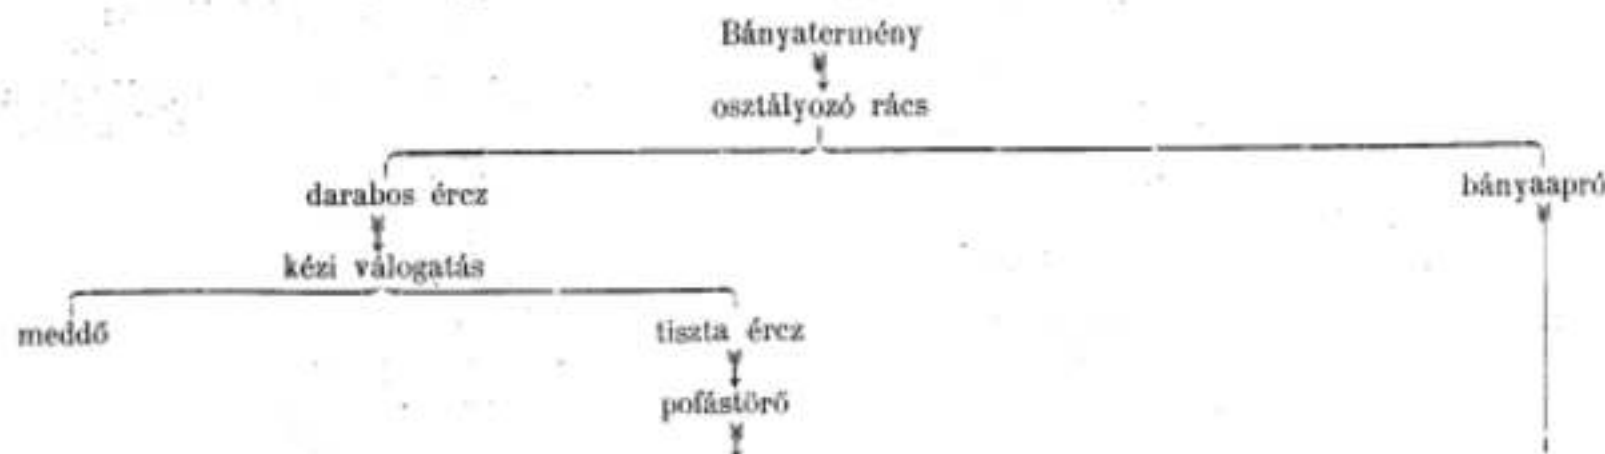 Bányatermény
osztályozó rács
darabos ércz
bányaapró
kézi válogatás
meddő
tiszta ércz
pofástörő